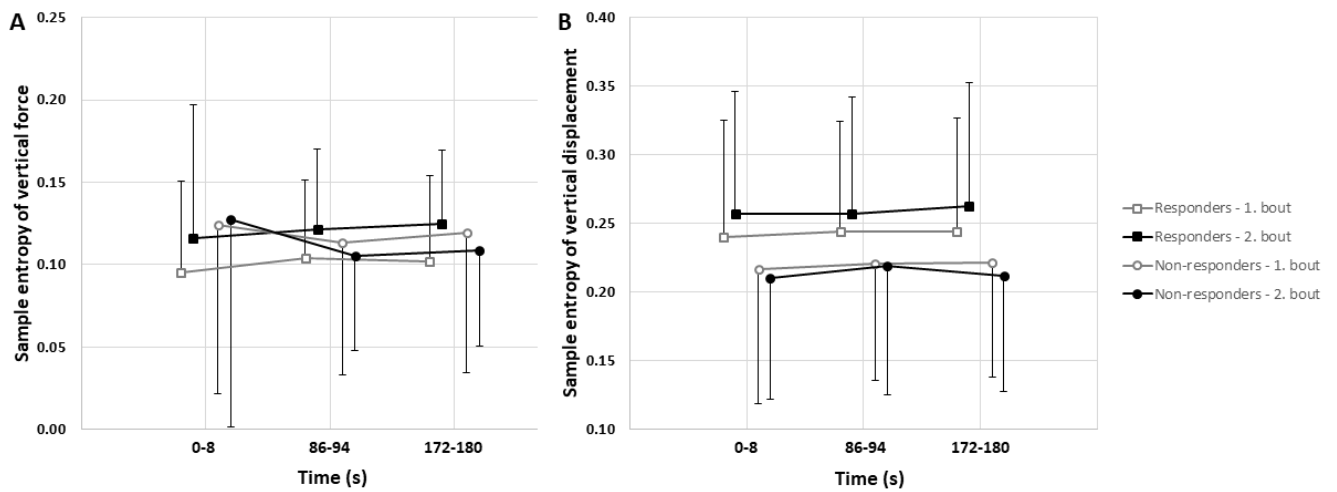 A
Sample entropy of vertical force
0.25
0.20
0.15
0.10
0.05
0.00
0-8
86-94
172-180
Time (s)
B
Sample entropy of vertical displacement
0.40
0.35
0.30
0.25
0.20
0.15
0.10
0-8
86-94
172-180
Time (s)
Responders - 1. bout
Responders - 2. bout
Non-responders - 1. bout
Non-responders - 2. bout